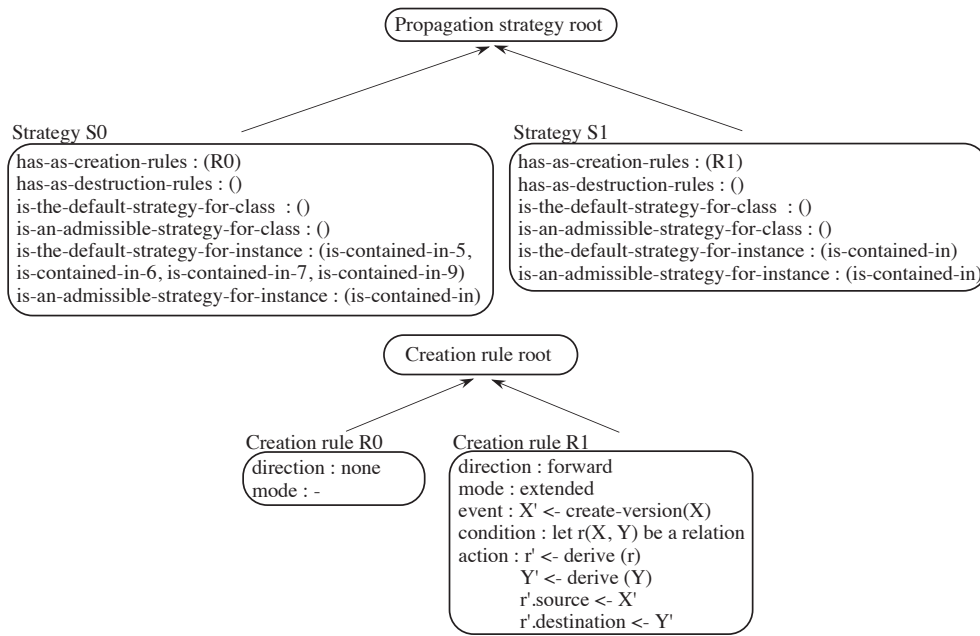 Propagation strategy root
Strategy S0
has-as-creation-rules : (R0)
has-as-destruction-rules : ()
is-the-default-strategy-for-class : ()
is-an-admissible-strategy-for-class : ()
is-the-default-strategy-for-instance : (is-contained-in-5,
is-contained-in-6, is-contained-in-7, is-contained-in-9)
is-an-admissible-strategy-for-instance : (is-contained-in)
Strategy S1
has-as-creation-rules : (R1)
has-as-destruction-rules : ()
is-the-default-strategy-for-class : ()
is-an-admissible-strategy-for-class : ()
is-the-default-strategy-for-instance : (is-contained-in)
is-an-admissible-strategy-for-instance : (is-contained-in)
Creation rule root
Creation rule R0
direction : none
mode : -
Creation rule R1
direction : forward
mode : extended
event : X' <- create-version(X)
condition : let r(X, Y) be a relation
action : r' <- derive (r)
Y' <- derive (Y)
r'.source <- X'
r'.destination <- Y'